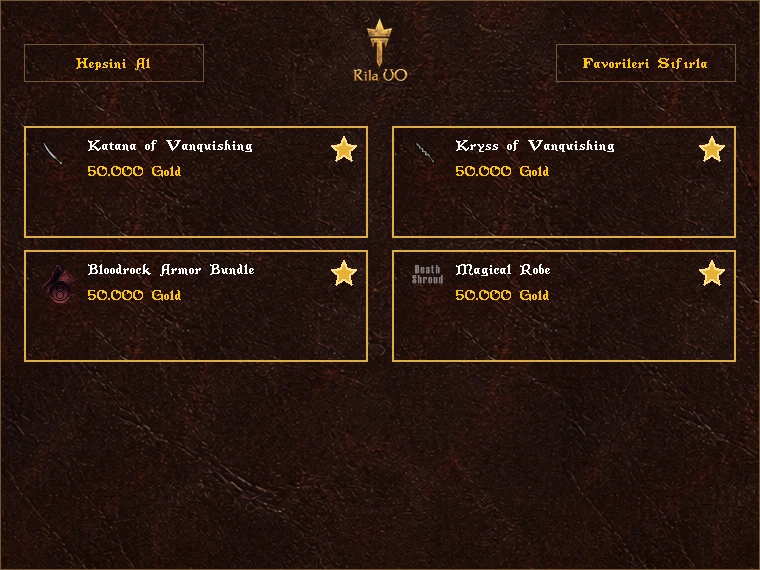 Rila UO
Hepsini Al
Favorileri Sıfırla
Katana of Vanquishing
50.000 Gold
Kryss of Vanquishing
50.000 Gold
Bloodrock Armor Bundle
50.000 Gold
Death
Shroud
Magical Robe
50.000 Gold